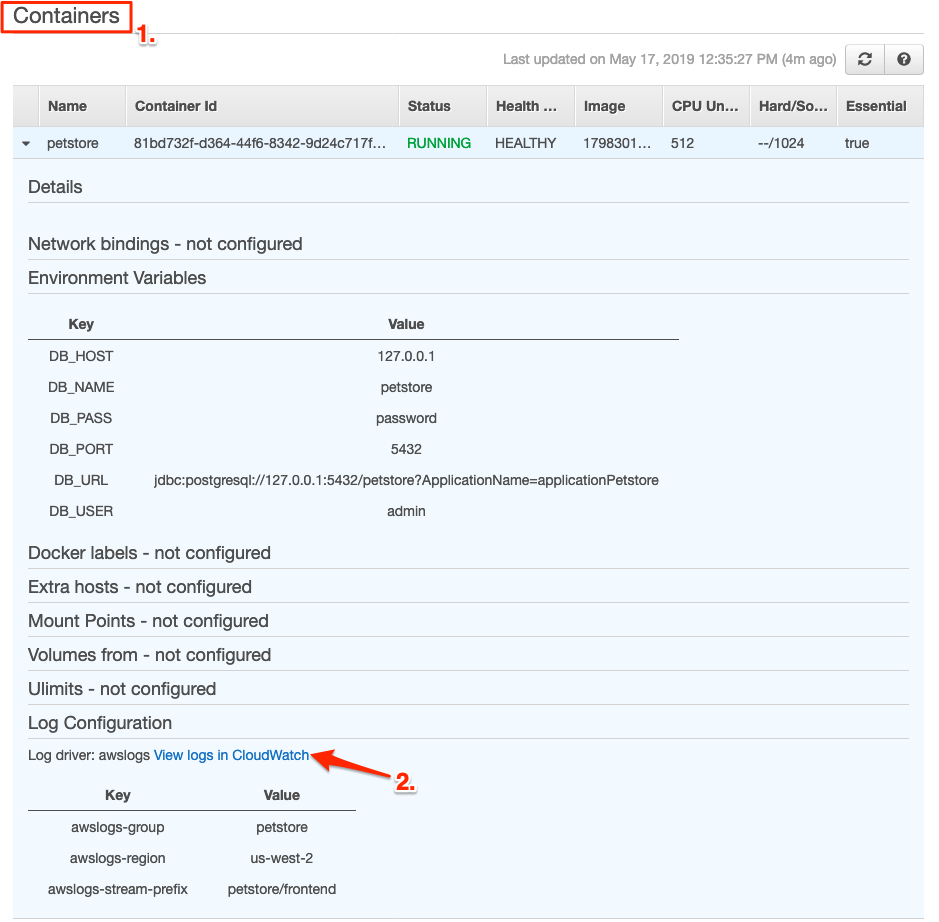 Containers
1.
Last updated on May 17, 2019 12:35:27 PM (4m ago)
Name Container Id Status Health ... Image CPU Un... Hard/So... Essential
petstore 81bd732f-d364-44f6-8342-9d24c717f... RUNNING HEALTHY 1798301... 512 --/1024 true
Details
Network bindings - not configured
Environment Variables
Key Value
DB_HOST 127.0.0.1
DB_NAME petstore
DB_PASS password
DB_PORT 5432
DB_URL jdbc:postgresql://127.0.0.1:5432/petstore?ApplicationName=applicationPetstore
DB_USER admin
Docker labels - not configured
Extra hosts - not configured
Mount Points - not configured
Volumes from - not configured
Ulimits - not configured
Log Configuration
Log driver: awslogs View logs in CloudWatch
2.
Key Value
awslogs-group petstore
awslogs-region us-west-2
awslogs-stream-prefix petstore/frontend